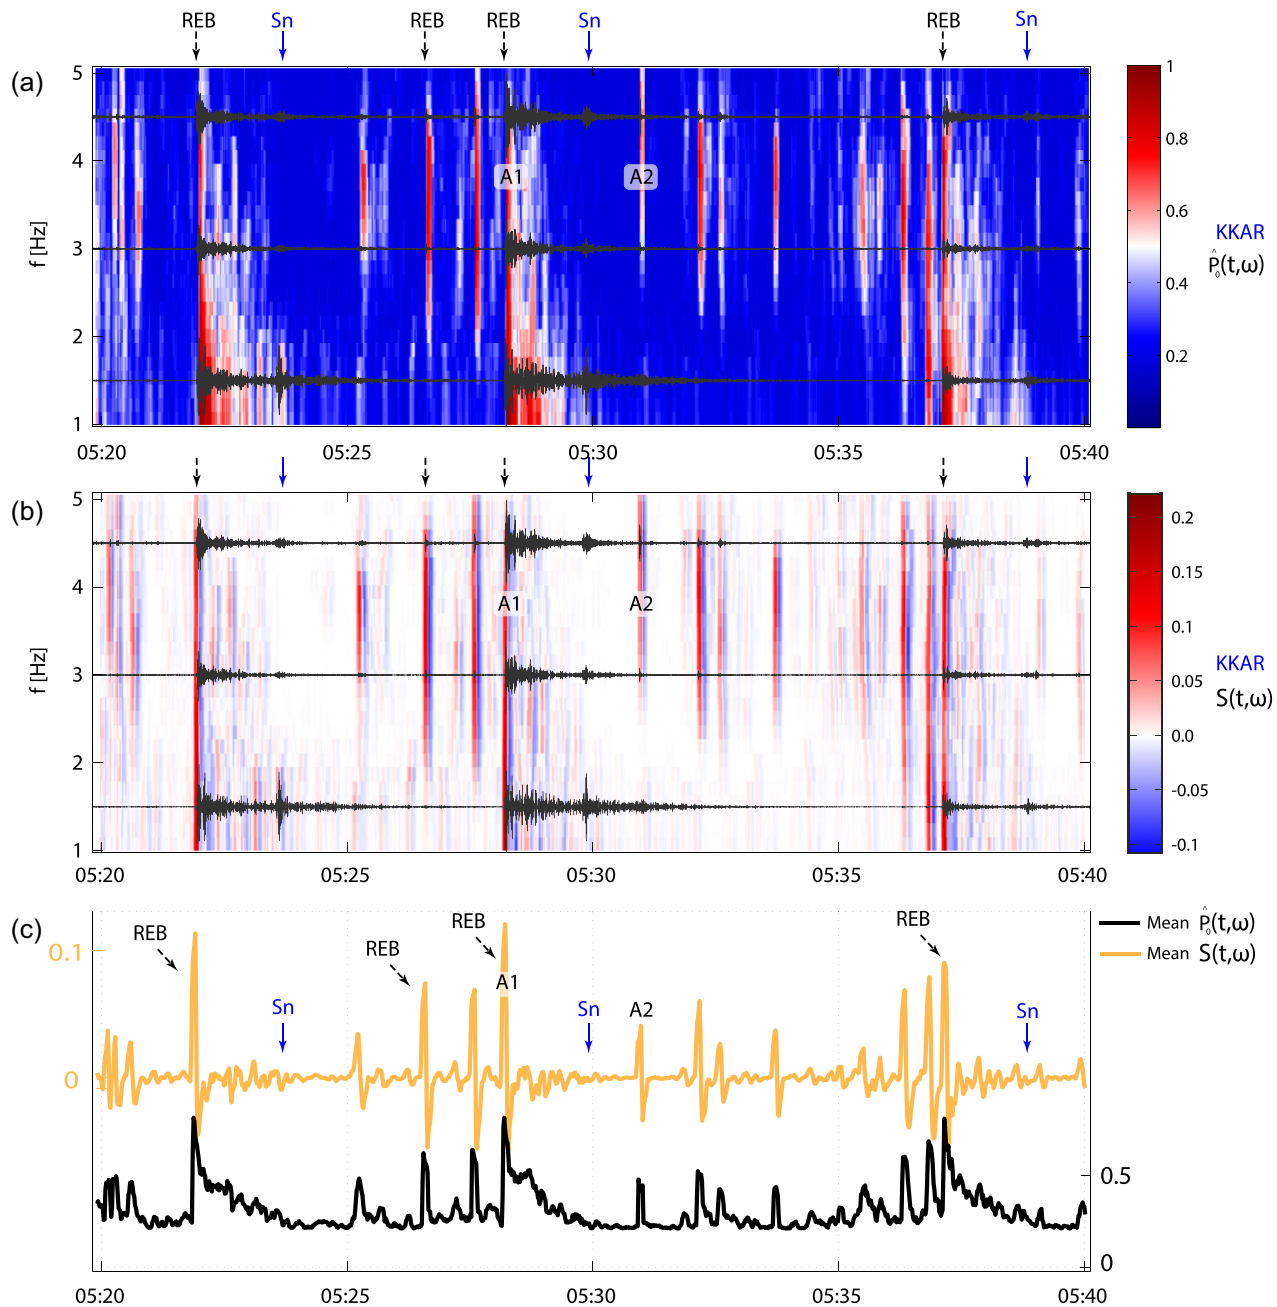 REB Sn REB REB Sn REB Sn
(a)
5
4
3
2
1
f [Hz]
A1 A2
05:20 05:25 05:30 05:35 05:40
1
0.8
0.6
0.4
0.2
KKAR
P̂₀(t,ω)
(b)
5
4
3
2
1
f [Hz]
A1 A2
05:20 05:25 05:30 05:35 05:40
0.2
0.15
0.1
0.05
0.0
-0.05
-0.1
KKAR
S(t,ω)
(c)
0.1
0
REB REB REB REB
A1 A2
Sn Sn Sn
Mean P̂₀(t,ω)
Mean S(t,ω)
0.5
0
05:20 05:25 05:30 05:35 05:40